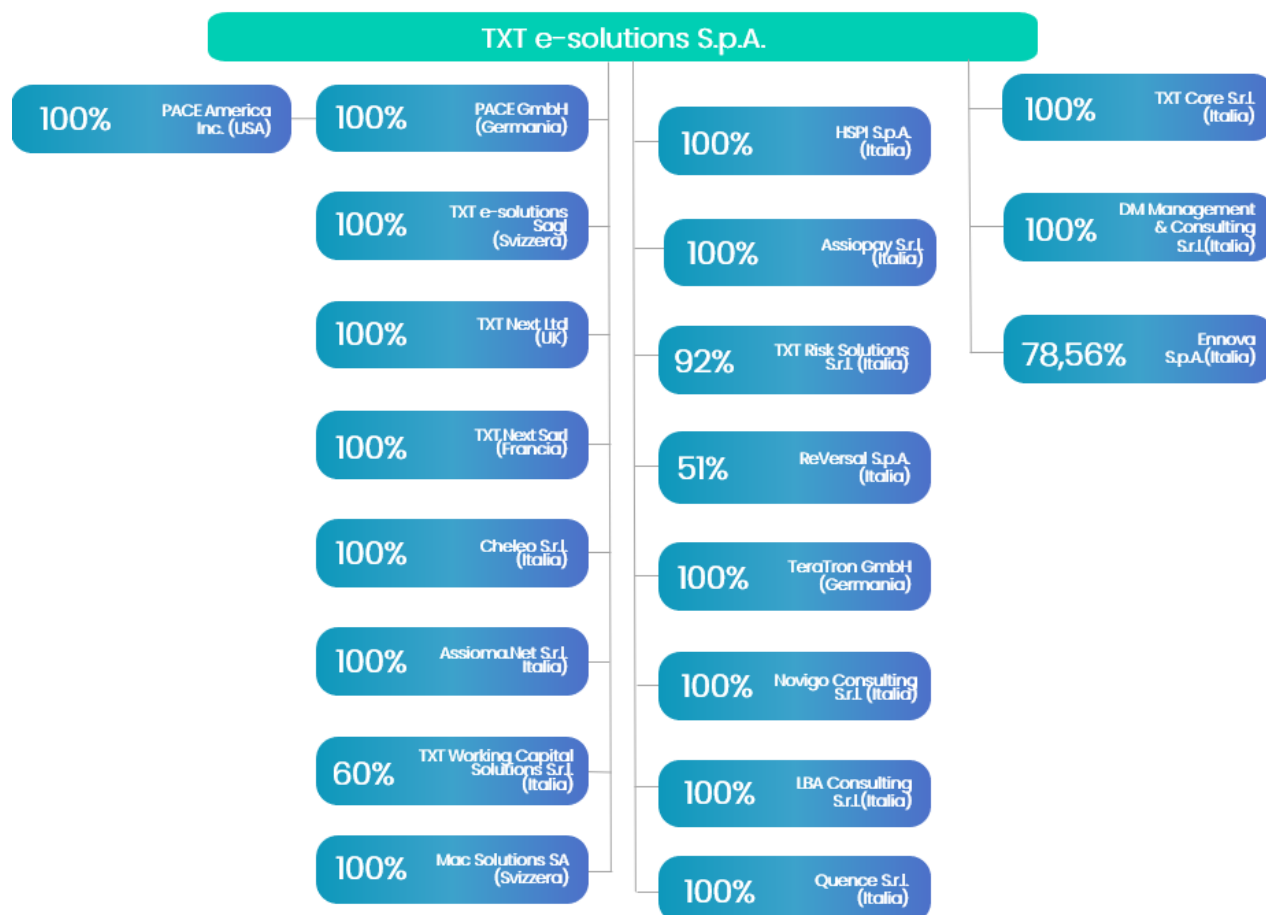 TXT e-solutions S.p.A.
100%
PACE America
Inc. (USA)
100%
PACE GmbH
(Germania)
100%
TXT e-solutions
Sagl
(Svizzera)
100%
TXT Next Ltd
(UK)
100%
TXT Next Sarl
(Francia)
100%
Cheleo S.r.l.
(Italia)
100%
Assioma.Net S.r.l.
Italia)
60%
TXT Working Capital
Solutions S.r.l.
(Italia)
100%
Mac Solutions SA
(Svizzera)
100%
HSPI S.p.A.
(Italia)
100%
Assiopay S.r.l.
(Italia)
92%
TXT Risk Solutions
S.r.l. (Italia)
51%
ReVersal S.p.A.
(Italia)
100%
TeraTron GmbH
(Germania)
100%
Novigo Consulting
S.r.l. (Italia)
100%
LBA Consulting
S.r.l.(Italia)
100%
Quence S.r.l.
(Italia)
100%
TXT Core S.r.l.
(Italia)
100%
DM Management
& Consulting
S.r.l.(Italia)
78,56%
Ennova
S.p.A.(Italia)